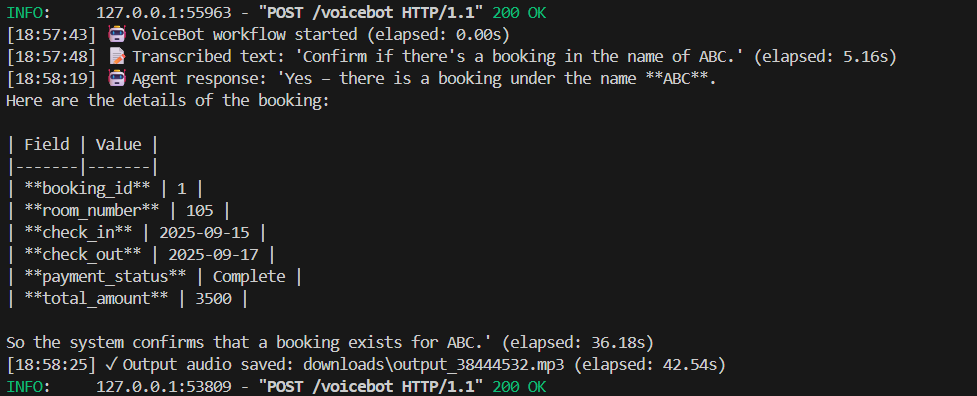 INFO:     127.0.0.1:55963 - "POST /voicebot HTTP/1.1" 200 OK
[18:57:43] 🤖 VoiceBot workflow started (elapsed: 0.00s)
[18:57:48] 📝 Transcribed text: 'Confirm if there's a booking in the name of ABC.' (elapsed: 5.16s)
[18:58:19] 🤖 Agent response: 'Yes – there is a booking under the name **ABC**.
Here are the details of the booking:

| Field | Value |
|-------|-------|
| **booking_id** | 1 |
| **room_number** | 105 |
| **check_in** | 2025-09-15 |
| **check_out** | 2025-09-17 |
| **payment_status** | Complete |
| **total_amount** | 3500 |

So the system confirms that a booking exists for ABC.' (elapsed: 36.18s)
[18:58:25] ✓ Output audio saved: downloads\output_38444532.mp3 (elapsed: 42.54s)
INFO:     127.0.0.1:53809 - "POST /voicebot HTTP/1.1" 200 OK